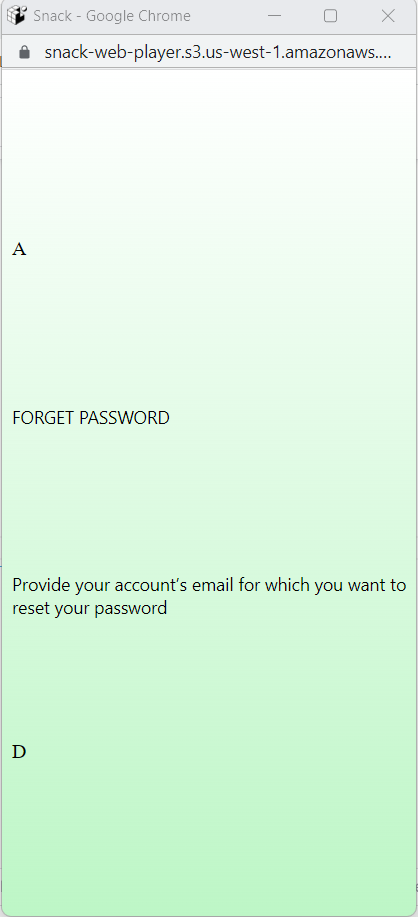 Snack - Google Chrome
snack-web-player.s3.us-west-1.amazonaws....
A
FORGET PASSWORD
Provide your account's email for which you want to
reset your password
D